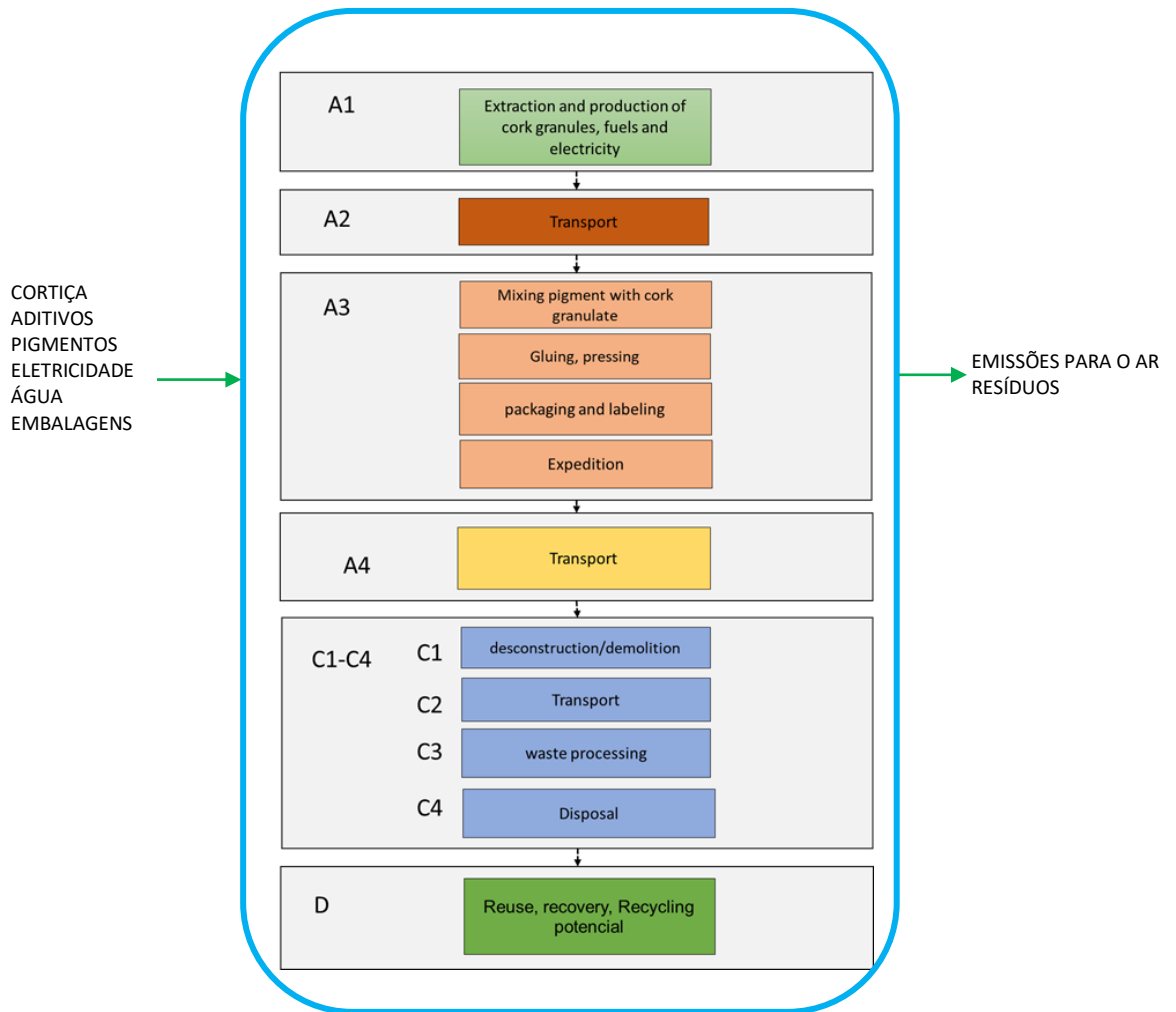 A1
Extraction and production of
cork granules, fuels and
electricity
A2
Transport
A3
Mixing pigment with cork
granulate
Gluing, pressing
packaging and labeling
Expedition
CORTIÇA
ADITIVOS
PIGMENTOS
ELETRICIDADE
ÁGUA
EMBALAGENS
EMISSÕES PARA O AR
RESÍDUOS
A4
Transport
C1-C4
C1
desconstruction/demolition
C2
Transport
C3
waste processing
C4
Disposal
D
Reuse, recovery, Recycling
potencial